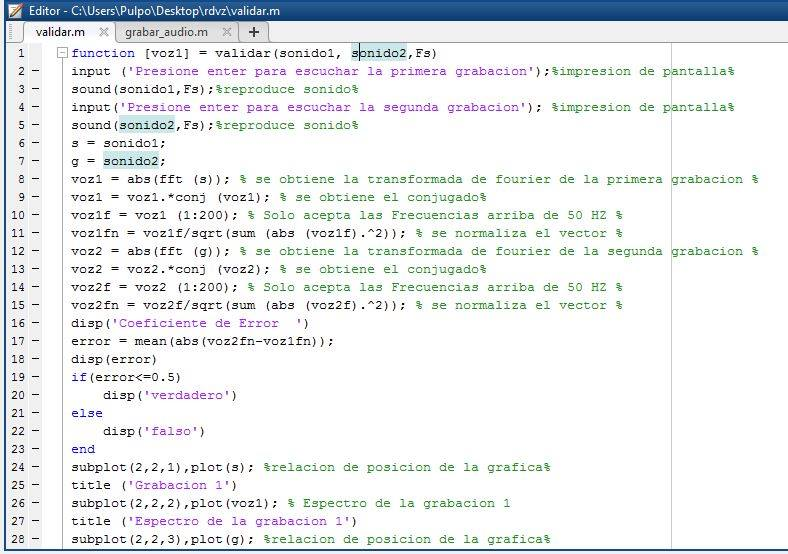 Editor - C:\Users\Pulpo\Desktop\rdvz\validar.m
validar.m × grabar_audio.m × +
1 function [voz1] = validar(sonido1, sonido2,Fs)
2 – input ('Presione enter para escuchar la primera grabacion');%impresion de pantalla%
3 – sound(sonido1,Fs);%reproduce sonido%
4 – input('Presione enter para escuchar la segunda grabacion'); %impresion de pantalla%
5 – sound(sonido2,Fs);%reproduce sonido%
6 – s = sonido1;
7 – g = sonido2;
8 – voz1 = abs(fft (s)); % se obtiene la transformada de fourier de la primera grabacion %
9 – voz1 = voz1.*conj (voz1); % se obtiene el conjugado%
10 – voz1f = voz1 (1:200); % Solo acepta las Frecuencias arriba de 50 HZ %
11 – voz1fn = voz1f/sqrt(sum (abs (voz1f).^2)); % se normaliza el vector %
12 – voz2 = abs(fft (g)); % se obtiene la transformada de fourier de la segunda grabacion %
13 – voz2 = voz2.*conj (voz2); % se obtiene el conjugado%
14 – voz2f = voz2 (1:200); % Solo acepta las Frecuencias arriba de 50 HZ %
15 – voz2fn = voz2f/sqrt(sum (abs (voz2f).^2)); % se normaliza el vector %
16 – disp('Coeficiente de Error  ')
17 – error = mean(abs(voz2fn-voz1fn));
18 – disp(error)
19 – if(error<=0.5)
20 – disp('verdadero')
21 – else
22 – disp('falso')
23 – end
24 – subplot(2,2,1),plot(s); %relacion de posicion de la grafica%
25 – title ('Grabacion 1')
26 – subplot(2,2,2),plot(voz1); % Espectro de la grabacion 1
27 – title ('Espectro de la grabacion 1')
28 – subplot(2,2,3),plot(g); %relacion de posicion de la grafica%